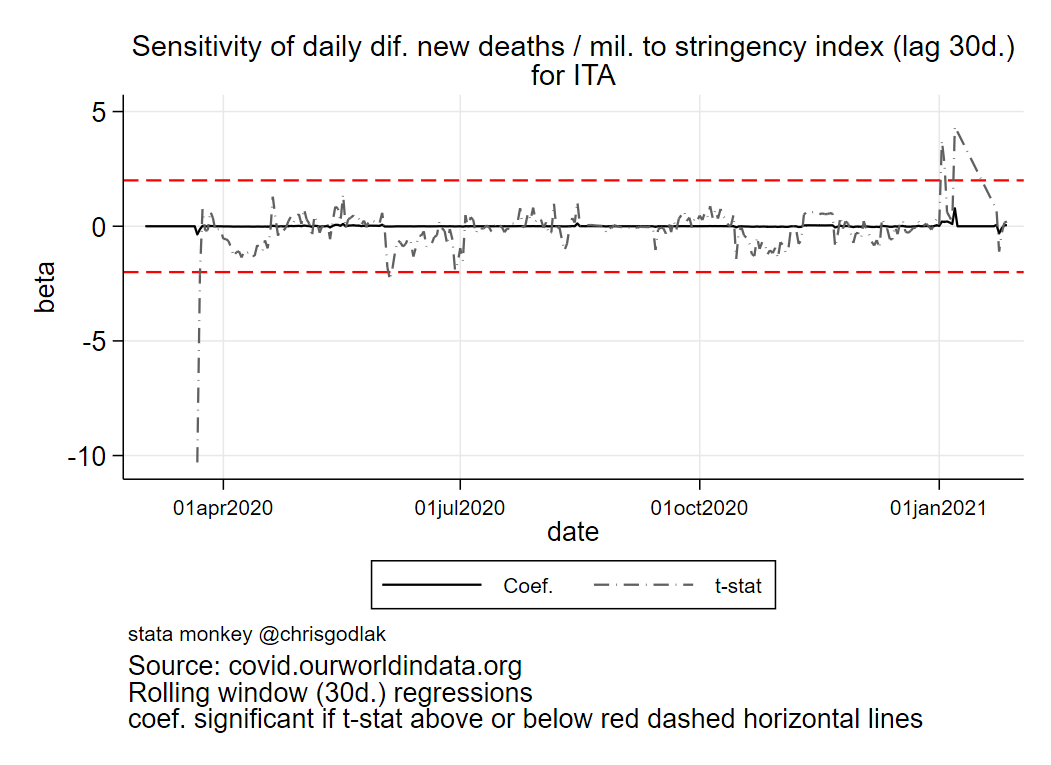 Sensitivity of daily dif. new deaths / mil. to stringency index (lag 30d.)
for ITA
5
0
-5
-10
beta
01apr2020
01jul2020
01oct2020
01jan2021
date
Coef.
t-stat
stata monkey @chrisgodlak
Source: covid.ourworldindata.org
Rolling window (30d.) regressions
coef. significant if t-stat above or below red dashed horizontal lines